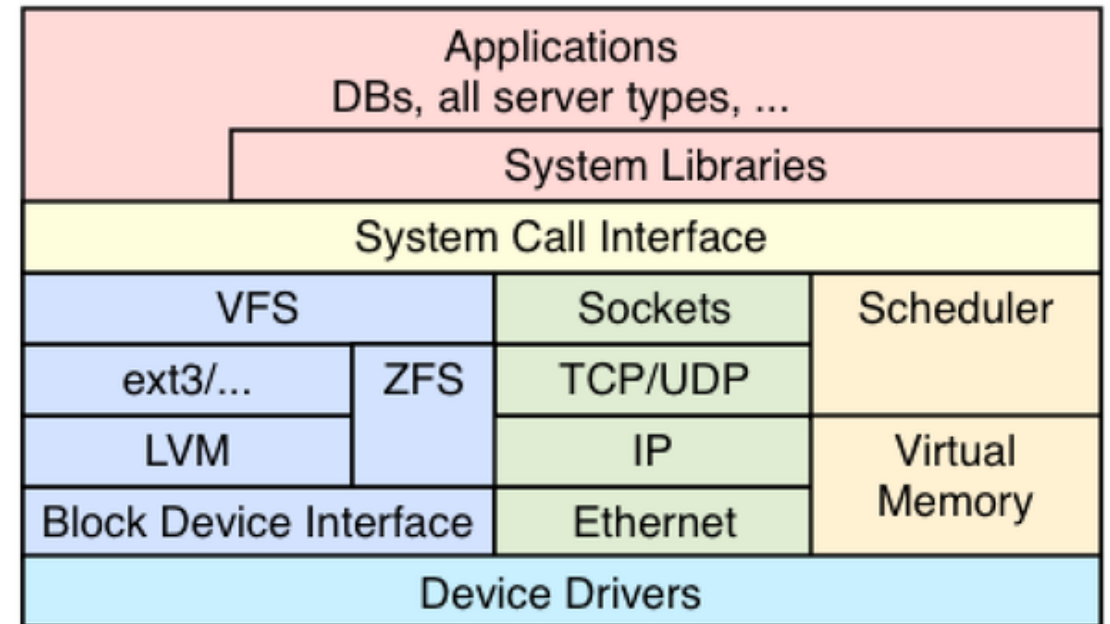 Applications
DBs, all server types, ...
System Libraries
System Call Interface
VFS
Sockets
Scheduler
ext3/...
ZFS
TCP/UDP
LVM
IP
Virtual
Memory
Block Device Interface
Ethernet
Device Drivers